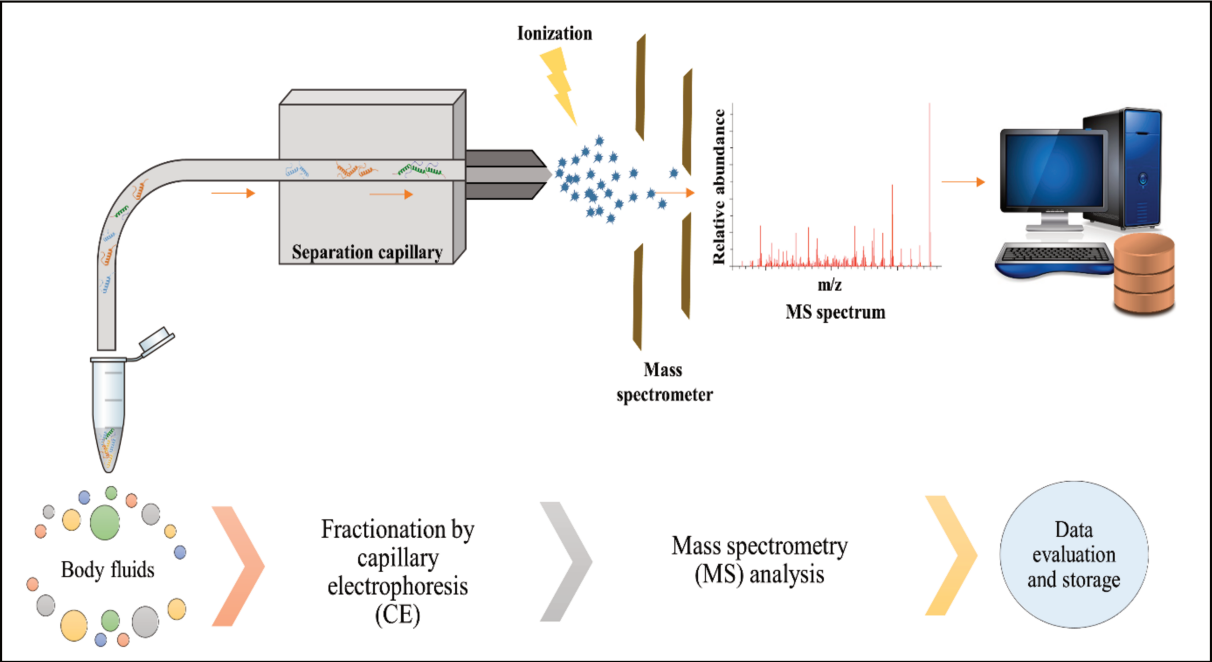 Ionization
Separation capillary
Relative abundance
m/z
MS spectrum
Mass
spectrometer
Body fluids
Fractionation by
capillary
electrophoresis
(CE)
Mass spectrometry
(MS) analysis
Data
evaluation
and storage